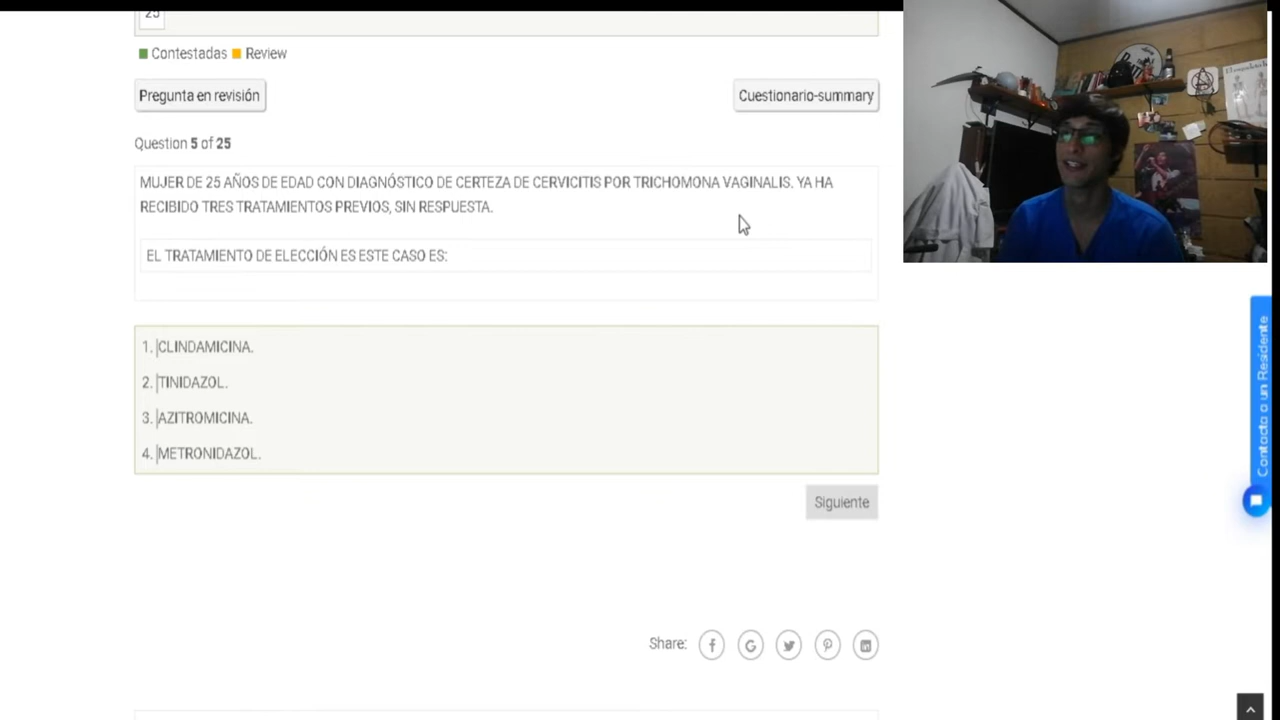 25
Contestadas Review
Pregunta en revisión
Cuestionario-summary
Question 5 of 25
MUJER DE 25 AÑOS DE EDAD CON DIAGNÓSTICO DE CERTEZA DE CERVICITIS POR TRICHOMONA VAGINALIS. YA HA
RECIBIDO TRES TRATAMIENTOS PREVIOS, SIN RESPUESTA.
EL TRATAMIENTO DE ELECCIÓN ES ESTE CASO ES:
1. CLINDAMICINA.
2. TINIDAZOL.
3. AZITROMICINA.
4. METRONIDAZOL.
Siguiente
Contacta a un Residente
Share: